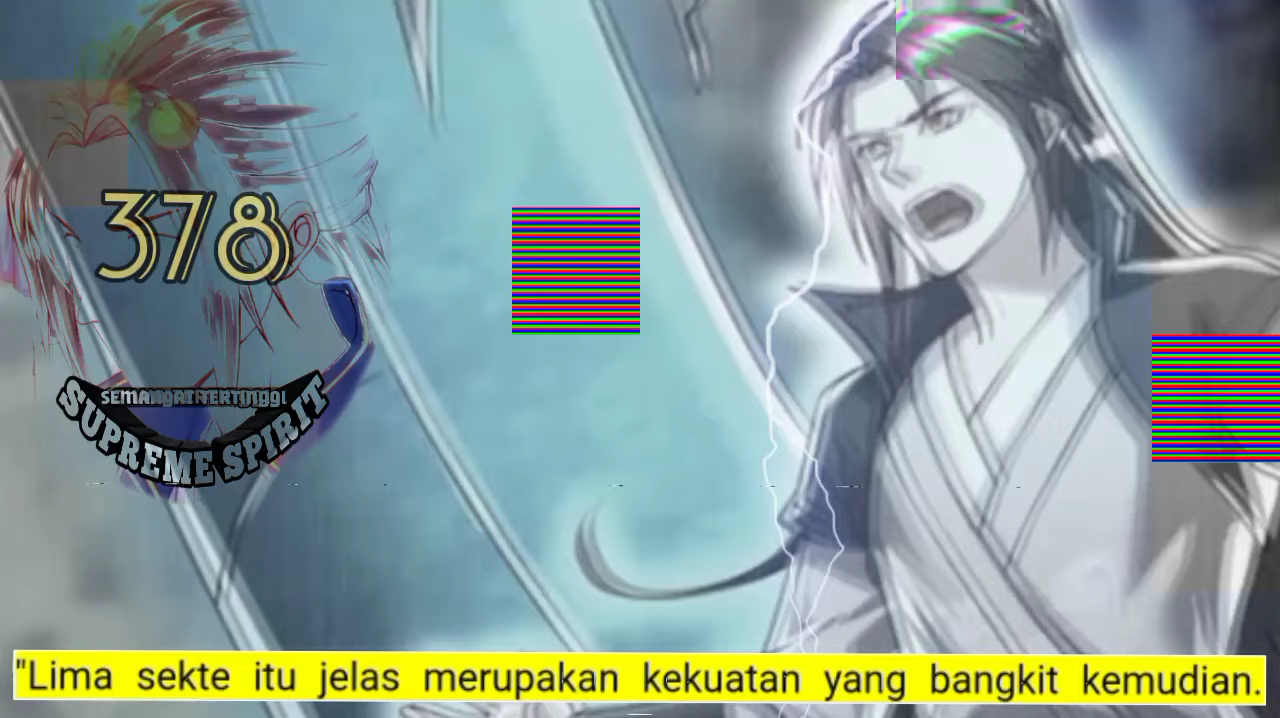 378
SEMANGAT TERTINGGI
SUPREME SPIRIT
"Lima sekte itu jelas merupakan kekuatan yang bangkit kemudian.